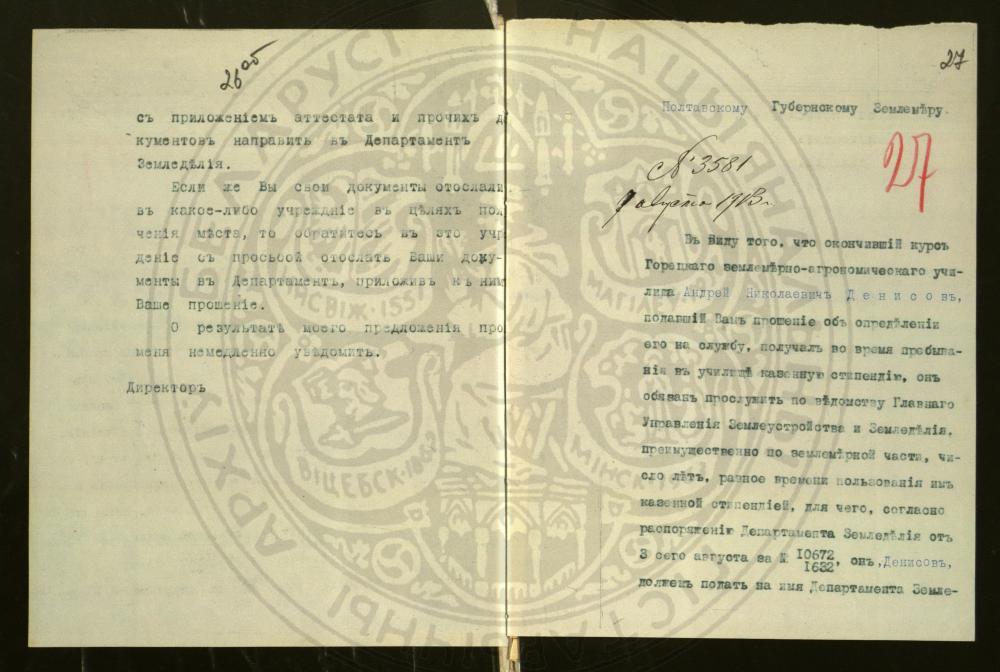 26 об
съ приложеніемъ аттестата и прочихъ д
кументовъ направить въ Департаментъ
Земледѣлія.
Если же Вы свои документы отослали
въ какое-либо учрежденіе въ цѣляхъ пол
ченія мѣста, то обратитесь въ это учр
деніе съ просьбой отослать Ваши доку-
менты въ Департаментъ, приложивъ къ ним
Ваше прошеніе.
О результатѣ моего предложенія про
меня немедленно увѣдомить.
Директоръ
27
Полтавскому Губернскому Землемѣру.
27
№ 3581
9 августа 1913 г.
Въ виду того, что окончившій курсъ
Горецкаго землемѣрно-агрономическаго учи-
лища Андрей Николаевичъ Денисовъ,
подавшій Вамъ прошеніе объ опредѣленіи
его на службу, получалъ во время пребыва-
нія въ училищѣ казенную стипендію, онъ
обязанъ прослужить по вѣдомству Главнаго
Управленія Землеустройства и Земледѣлія,
преимущественно по землемѣрной части, чи-
сло лѣтъ, равное времени пользованія имъ
казенной стипендіей, для чего, согласно
распоряженію Департамента Земледѣлія отъ
3 сего августа за № 10672/1632, онъ, Денисовъ,
долженъ подать на имя Департамента Земле-